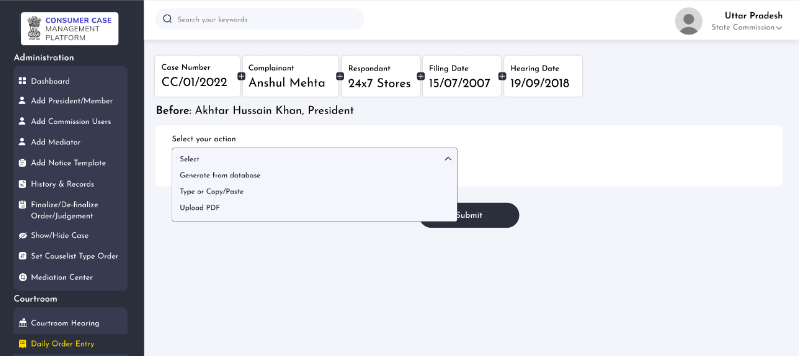 CONSUMER CASE
MANAGEMENT
PLATFORM
Search your keywords
Uttar Pradesh
State Commission
Administration
Dashboard
Add President/Member
Add Commission Users
Add Mediator
Add Notice Template
History & Records
Finalize/De-finalize
Order/Judgement
Show/Hide Case
Set Causelist Type Order
Mediation Center
Courtroom
Courtroom Hearing
Daily Order Entry
Case Number
CC/01/2022
Complainant
Anshul Mehta
Respondant
24x7 Stores
Filing Date
15/07/2007
Hearing Date
19/09/2018
Before: Akhtar Hussain Khan, President
Select your action
Select
Generate from database
Type or Copy/Paste
Upload PDF
Submit